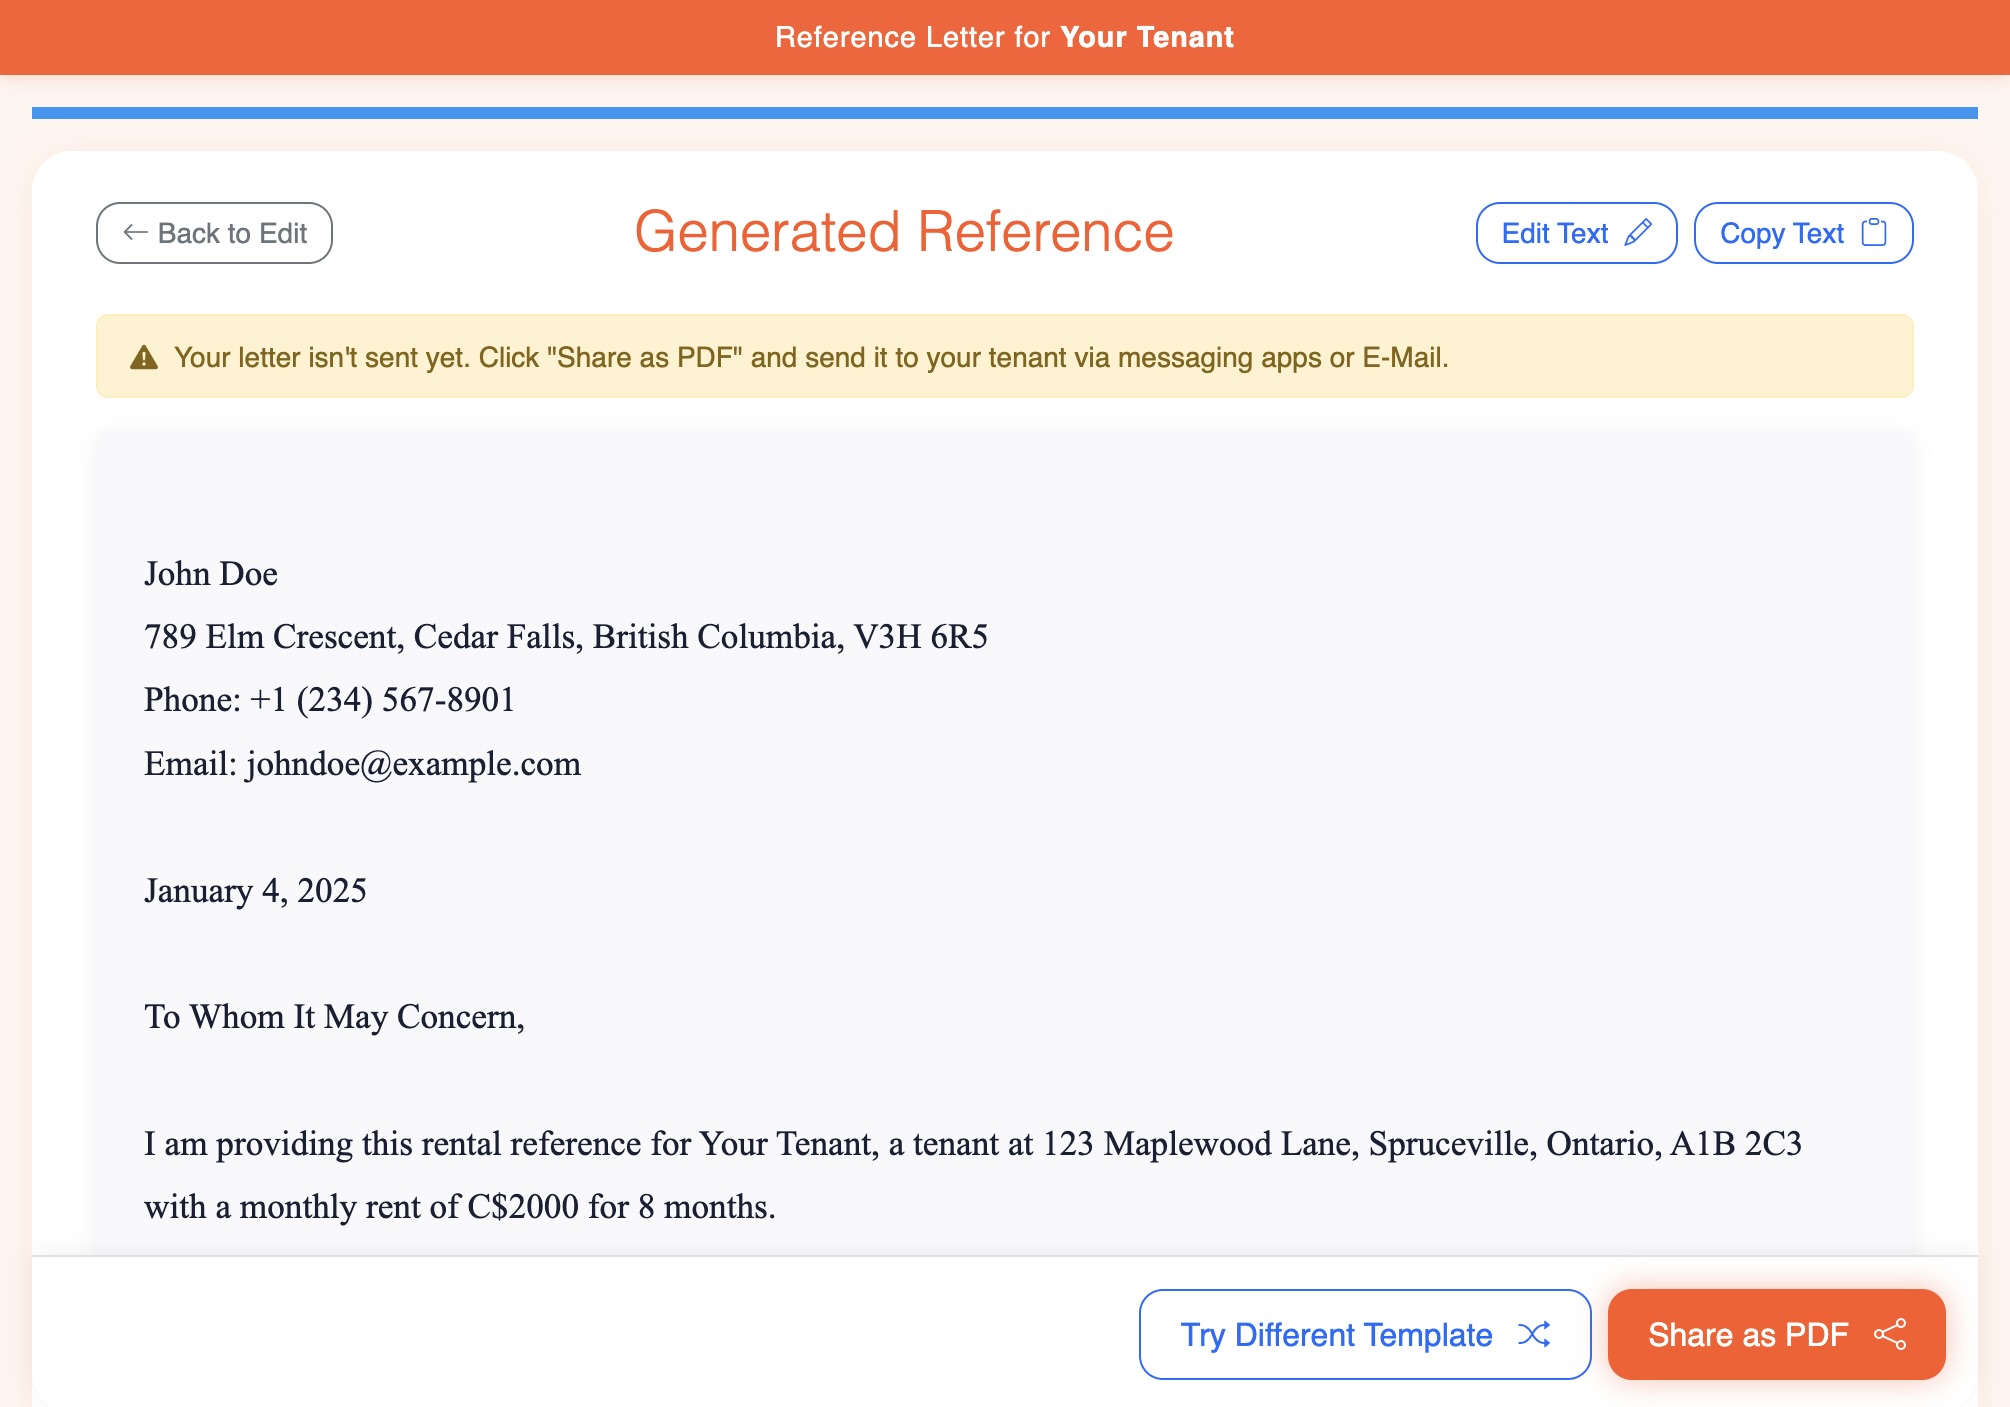 Reference Letter for Your Tenant
Back to Edit
Generated Reference
Edit Text
Copy Text
Your letter isn't sent yet. Click "Share as PDF" and send it to your tenant via messaging apps or E-Mail.
John Doe
789 Elm Crescent, Cedar Falls, British Columbia, V3H 6R5
Phone: +1 (234) 567-8901
Email: johndoe@example.com
January 4, 2025
To Whom It May Concern,
I am providing this rental reference for Your Tenant, a tenant at 123 Maplewood Lane, Spruceville, Ontario, A1B 2C3
with a monthly rent of C$2000 for 8 months.
Try Different Template
Share as PDF